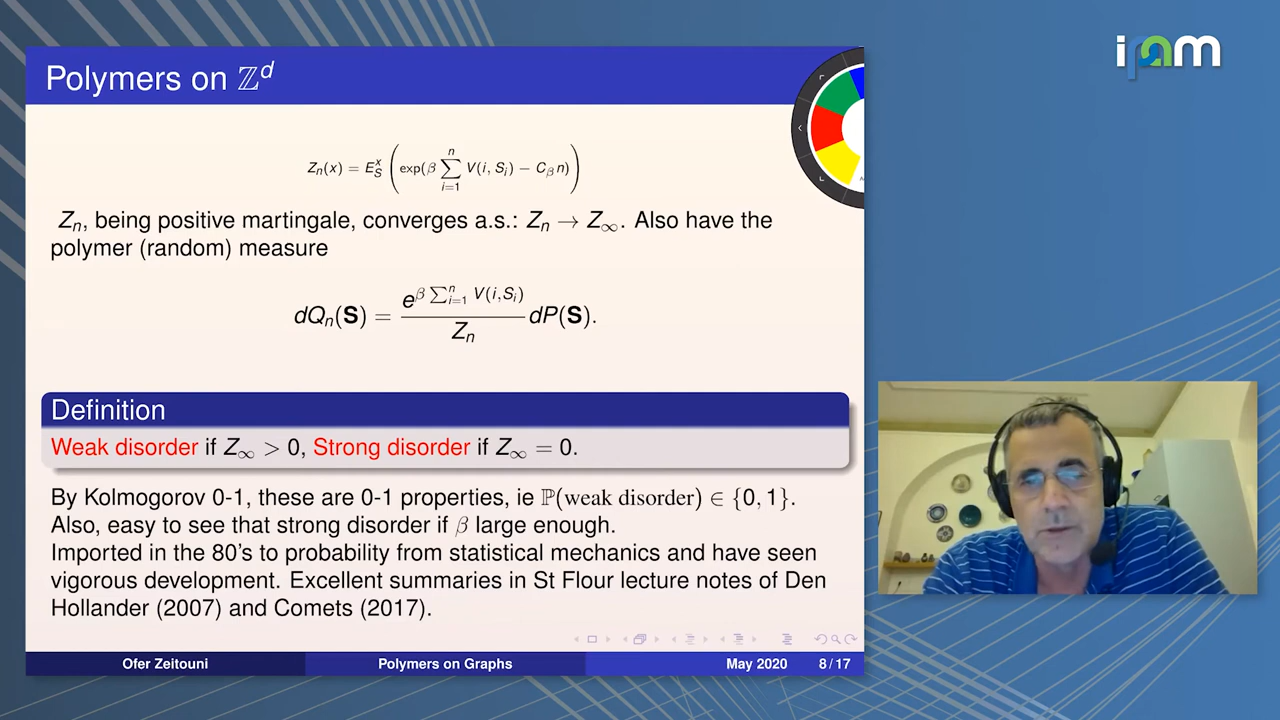 ipam
Polymers on ℤ^d
Z_n(x) = E_S^x (exp(β ∑_{i=1}^n V(i, S_i) − C_β n))
Z_n, being positive martingale, converges a.s.: Z_n → Z_∞. Also have the
polymer (random) measure
dQ_n(S) = e^{β ∑_{i=1}^n V(i,S_i)} / Z_n dP(S).
Definition
Weak disorder if Z_∞ > 0, Strong disorder if Z_∞ = 0.
By Kolmogorov 0-1, these are 0-1 properties, ie ℙ(weak disorder) ∈ {0, 1}.
Also, easy to see that strong disorder if β large enough.
Imported in the 80's to probability from statistical mechanics and have seen
vigorous development. Excellent summaries in St Flour lecture notes of Den
Hollander (2007) and Comets (2017).
Ofer Zeitouni Polymers on Graphs May 2020 8/17